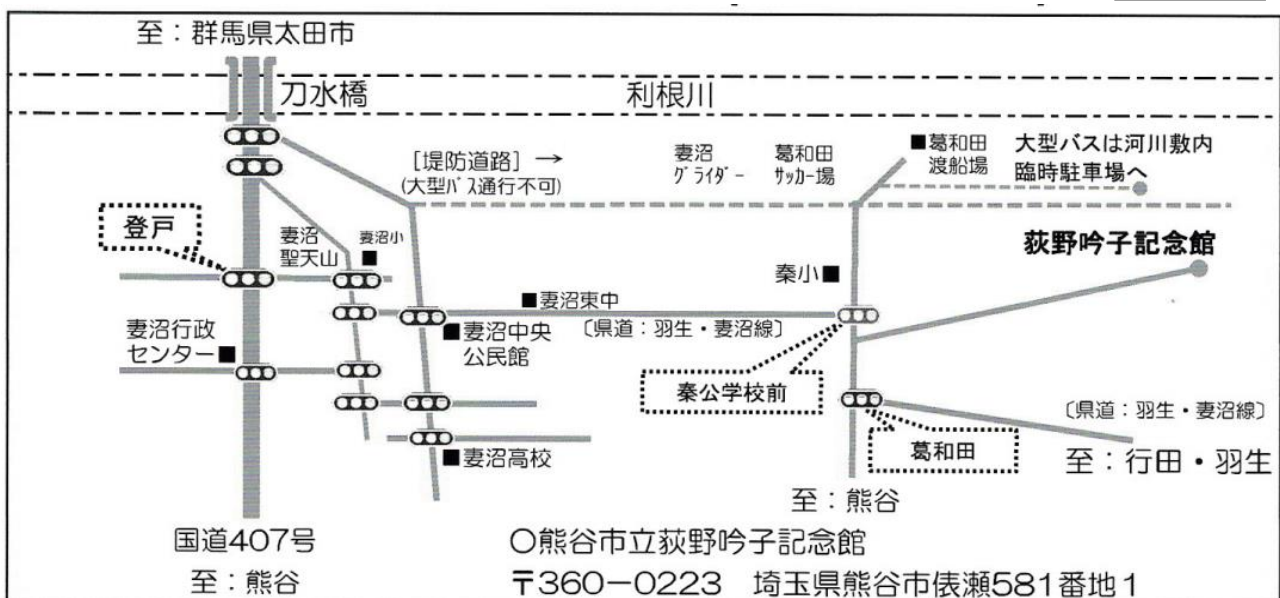 至：群馬県太田市
刀水橋
利根川
［堤防道路］→
(大型バス通行不可)
妻沼
グライダー
葛和田
サッカー場
■葛和田
渡船場
大型バスは河川敷内
臨時駐車場へ
登戸
妻沼
聖天山
妻沼小
■
荻野吟子記念館
秦小■
■妻沼東中
〔県道：羽生・妻沼線〕
妻沼行政
センター■
■妻沼中央
公民館
秦公学校前
〔県道：羽生・妻沼線〕
葛和田
■妻沼高校
至：行田・羽生
至：熊谷
国道407号
至：熊谷
○熊谷市立荻野吟子記念館
〒360－0223　埼玉県熊谷市俵瀬581番地1